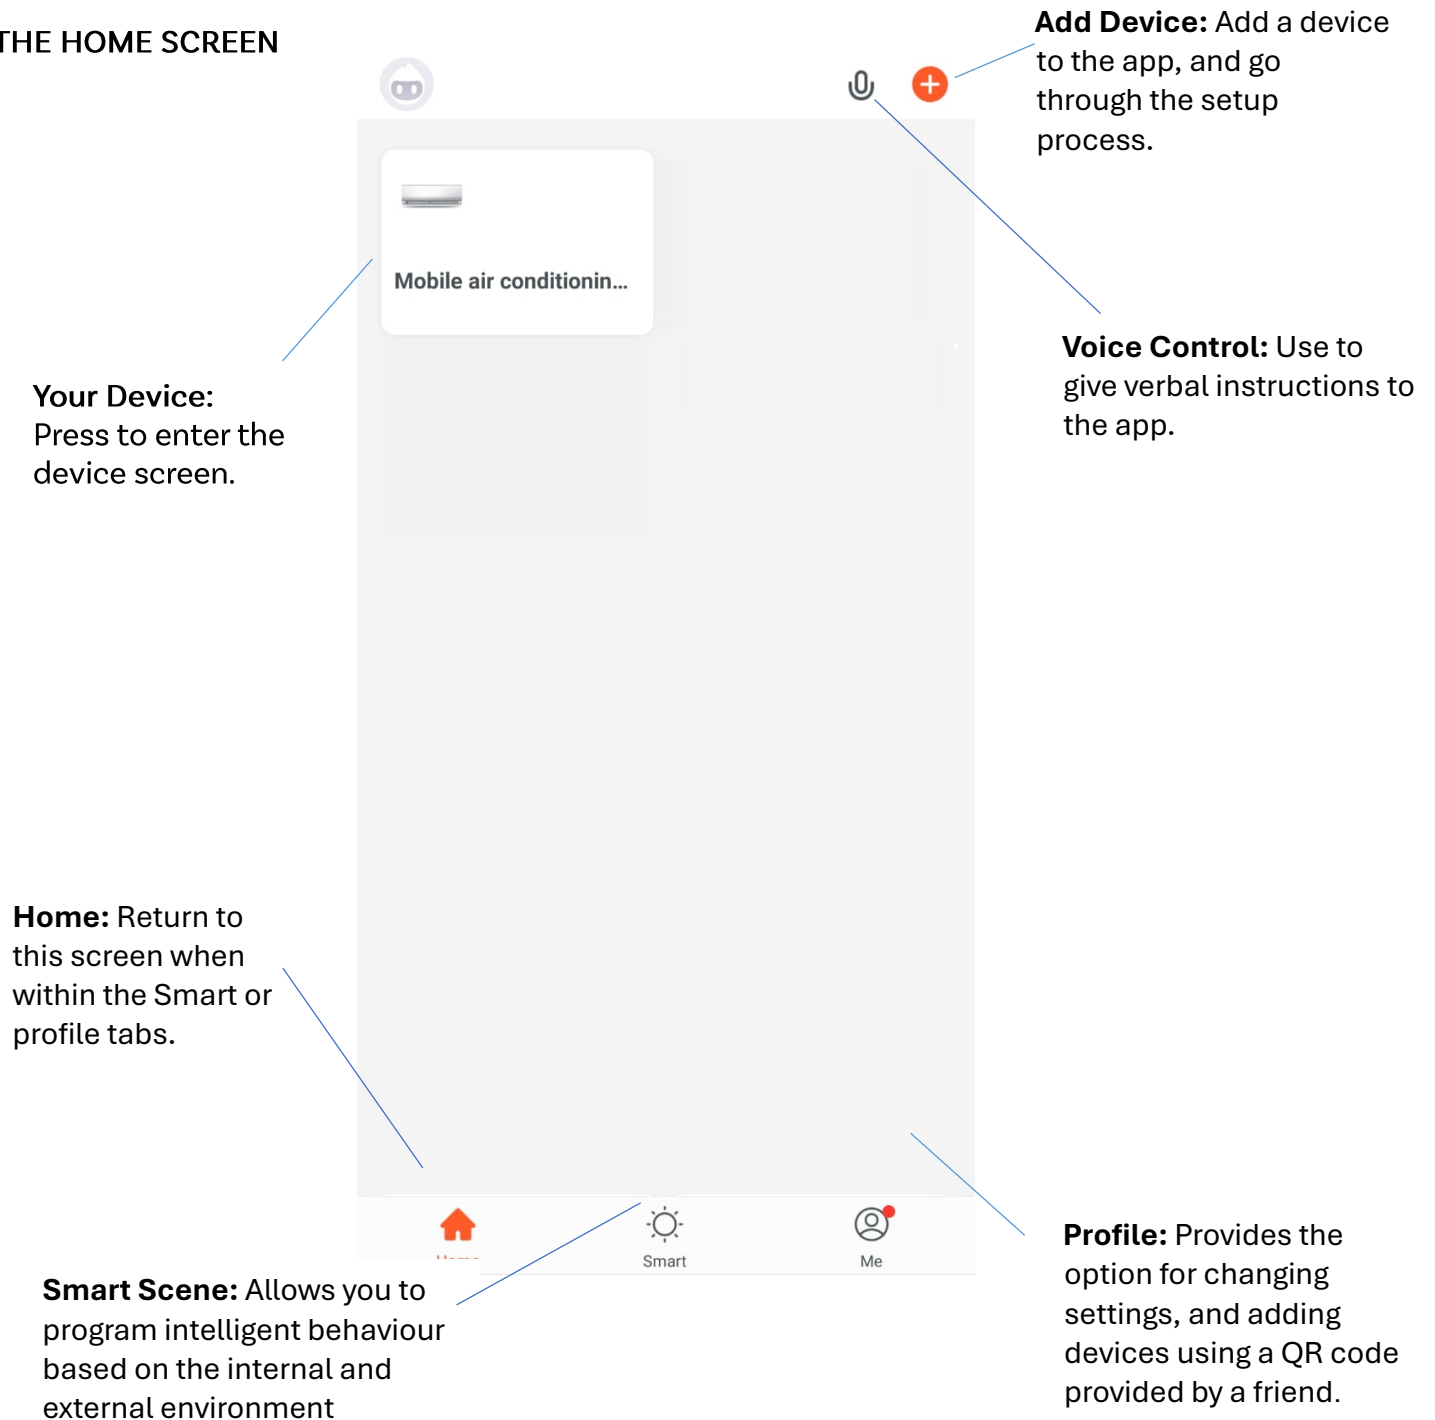 THE HOME SCREEN
Add Device: Add a device
to the app, and go
through the setup
process.
Mobile air conditionin...
Voice Control: Use to
give verbal instructions to
the app.
Your Device:
Press to enter the
device screen.
Home: Return to
this screen when
within the Smart or
profile tabs.
Home
Smart
Me
Smart Scene: Allows you to
program intelligent behaviour
based on the internal and
external environment
Profile: Provides the
option for changing
settings, and adding
devices using a QR code
provided by a friend.